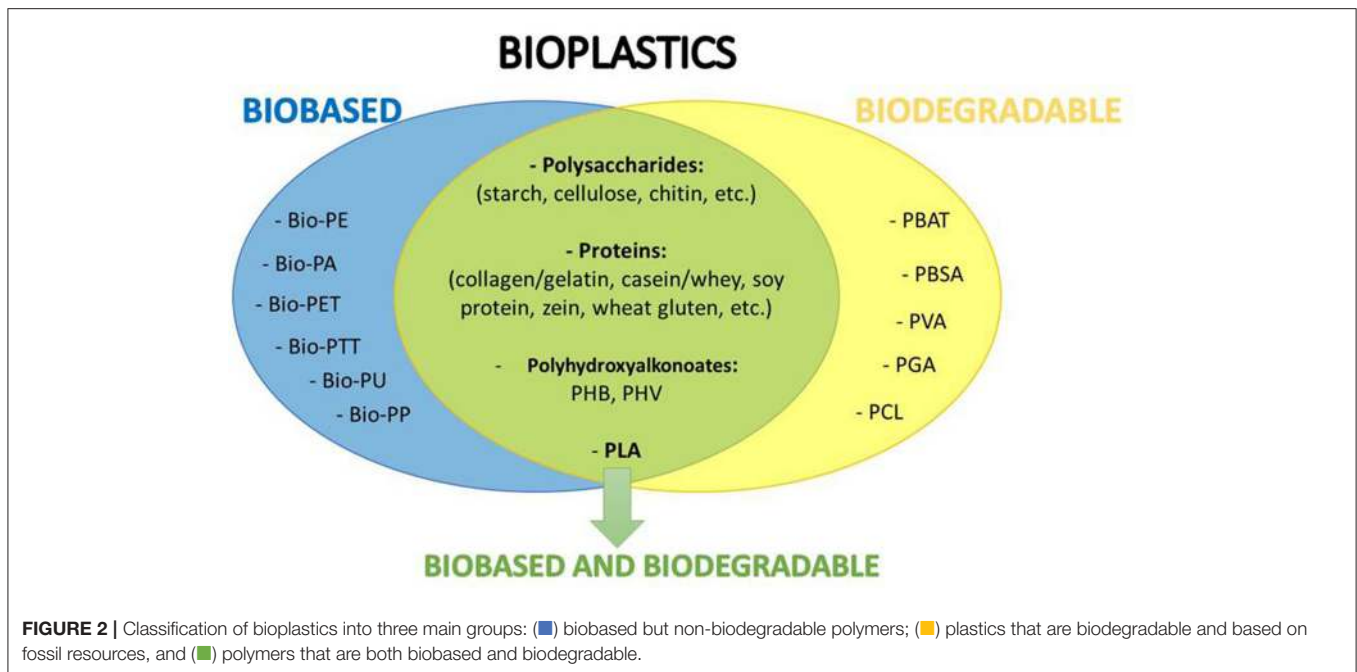 BIOPLASTICS
BIOBASED
BIODEGRADABLE
- Bio-PE
- Bio-PA
- Bio-PET
- Bio-PTT
- Bio-PU
- Bio-PP
- Polysaccharides:
(starch, cellulose, chitin, etc.)
- Proteins:
(collagen/gelatin, casein/whey, soy
protein, zein, wheat gluten, etc.)
- Polyhydroxyalkonoates:
PHB, PHV
- PLA
- PBAT
- PBSA
- PVA
- PGA
- PCL
BIOBASED AND BIODEGRADABLE
FIGURE 2 | Classification of bioplastics into three main groups: (■) biobased but non-biodegradable polymers; (■) plastics that are biodegradable and based on
fossil resources, and (■) polymers that are both biobased and biodegradable.